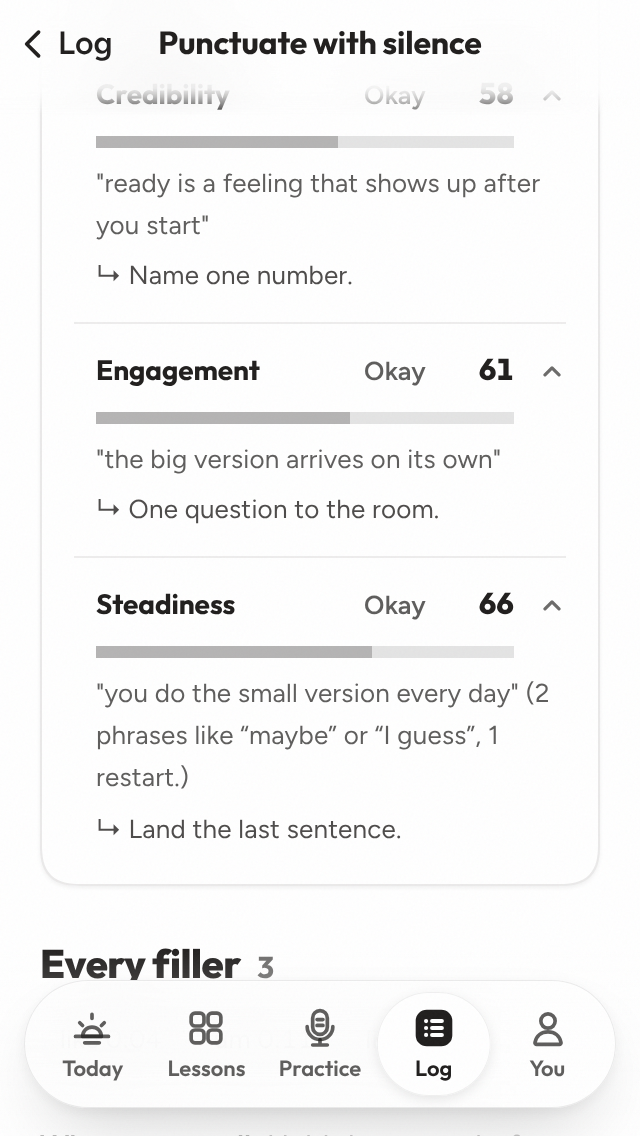 Log
Punctuate with silence
Credibility Okay 58
"ready is a feeling that shows up after
you start"
↳ Name one number.
Engagement Okay 61
"the big version arrives on its own"
↳ One question to the room.
Steadiness Okay 66
"you do the small version every day" (2
phrases like “maybe” or “I guess”, 1
restart.)
↳ Land the last sentence.
Every filler 3
Today
Lessons
Practice
Log
You